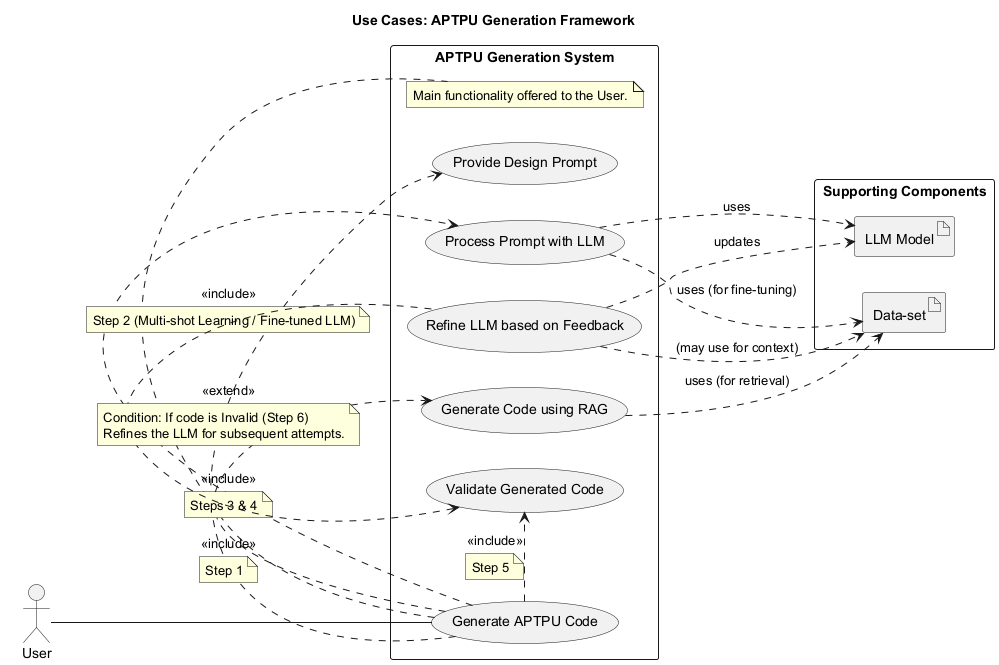 Use Cases: APTPU Generation Framework
APTPU Generation System
Main functionality offered to the User.
Provide Design Prompt
Supporting Components
uses
LLM Model
Process Prompt with LLM
updates
uses (for fine-tuning)
«include»
Step 2 (Multi-shot Learning / Fine-tuned LLM)
Refine LLM based on Feedback
Data-set
(may use for context)
uses (for retrieval)
«extend»
Condition: If code is Invalid (Step 6)
Refines the LLM for subsequent attempts.
Generate Code using RAG
«include»
Steps 3 & 4
Validate Generated Code
«include»
Step 1
«include»
Step 5
Generate APTPU Code
User